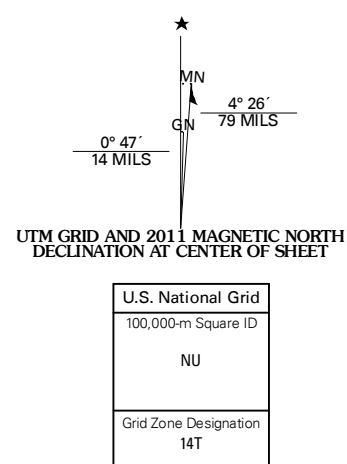 MN
GN
4° 26´
79 MILS
0° 47´
14 MILS
UTM GRID AND 2011 MAGNETIC NORTH
DECLINATION AT CENTER OF SHEET
U.S. National Grid
100,000-m Square ID
NU
Grid Zone Designation
14T